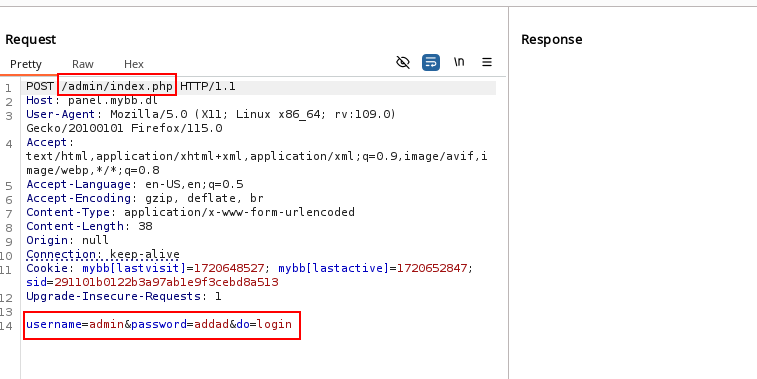 Request
Response
Pretty Raw Hex \n
1 POST /admin/index.php HTTP/1.1
2 Host: panel.mybb.dl
3 User-Agent: Mozilla/5.0 (X11; Linux x86_64; rv:109.0)
Gecko/20100101 Firefox/115.0
4 Accept:
text/html,application/xhtml+xml,application/xml;q=0.9,image/avif,i
mage/webp,*/*;q=0.8
5 Accept-Language: en-US,en;q=0.5
6 Accept-Encoding: gzip, deflate, br
7 Content-Type: application/x-www-form-urlencoded
8 Content-Length: 38
9 Origin: null
10 Connection: keep-alive
11 Cookie: mybb[lastvisit]=1720648527; mybb[lastactive]=1720652847;
sid=291101b0122b3a97ab1e9f3cebd8a513
12 Upgrade-Insecure-Requests: 1
13
14 username=admin&password=addad&do=login